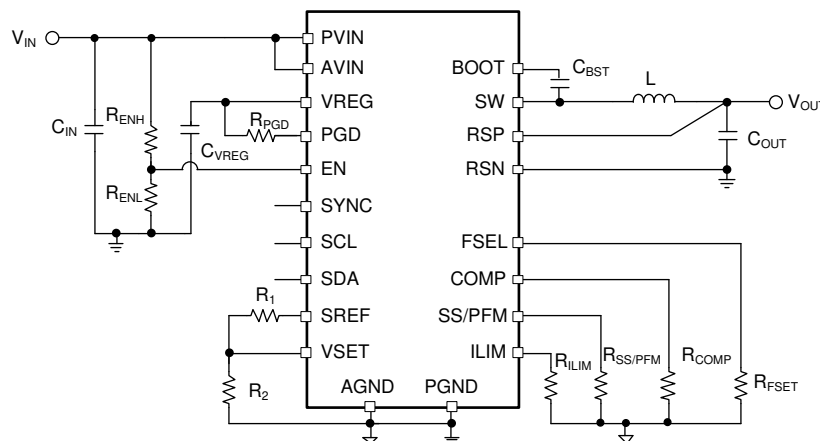 VIN
PVIN
AVIN
VREG
PGD
EN
SYNC
SCL
SDA
SREF
VSET
AGND
PGND
BOOT
SW
RSP
RSN
FSEL
COMP
SS/PFM
ILIM
CIN
RENH
RENL
CVREG
RPGD
R1
R2
CBST
L
VOUT
COUT
RILIM
RSS/PFM
RCOMP
RFSET